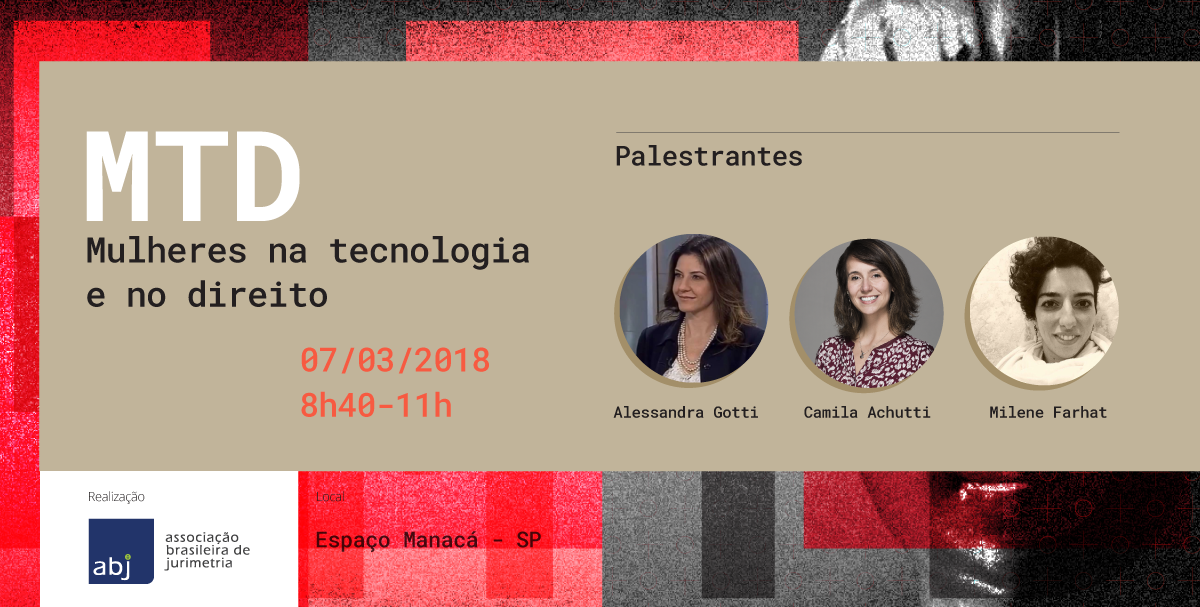 MTD
Mulheres na tecnologia
e no direito
07/03/2018
8h40-11h
Palestrantes
Alessandra Gotti
Camila Achutti
Milene Farhat
Realização
abj
associação
brasileira de
jurimetria
Local
Espaço Manacá - SP